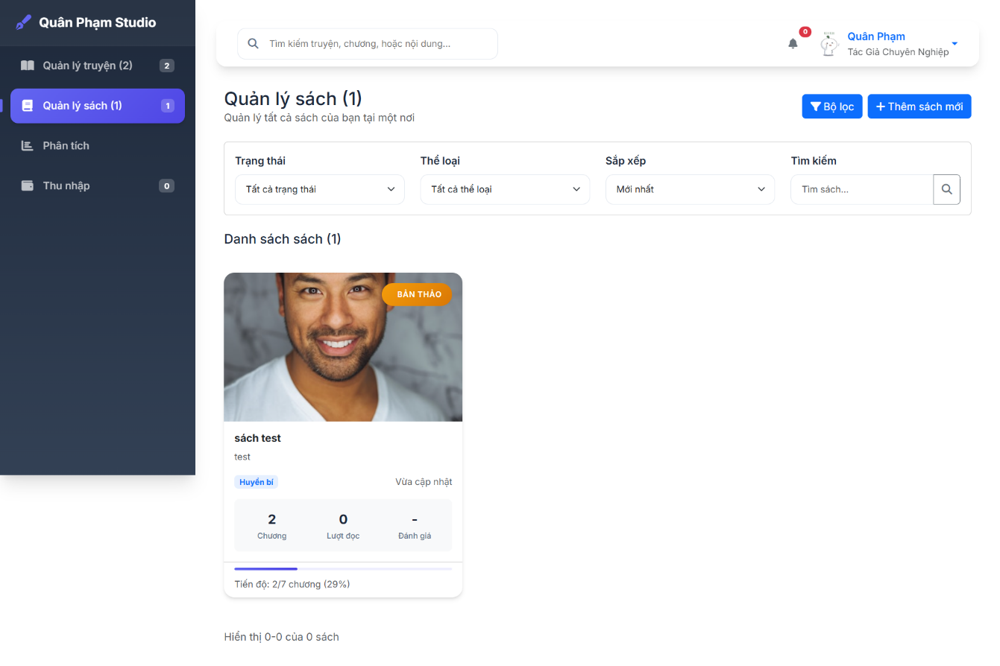 Quân Phạm Studio
Quản lý truyện (2) 2
Quản lý sách (1) 1
Phân tích
Thu nhập 0
Tìm kiếm truyện, chương, hoặc nội dung...
0
Quân Phạm
Tác Giả Chuyên Nghiệp
Quản lý sách (1)
Quản lý tất cả sách của bạn tại một nơi
Bộ lọc
Thêm sách mới
Trạng thái Thể loại Sắp xếp Tìm kiếm
Tất cả trạng thái Tất cả thể loại Mới nhất Tìm sách...
Danh sách sách (1)
BẢN THẢO
sách test
test
Huyền bí Vừa cập nhật
2 0 -
Chương Lượt đọc Đánh giá
Tiến độ: 2/7 chương (29%)
Hiển thị 0-0 của 0 sách